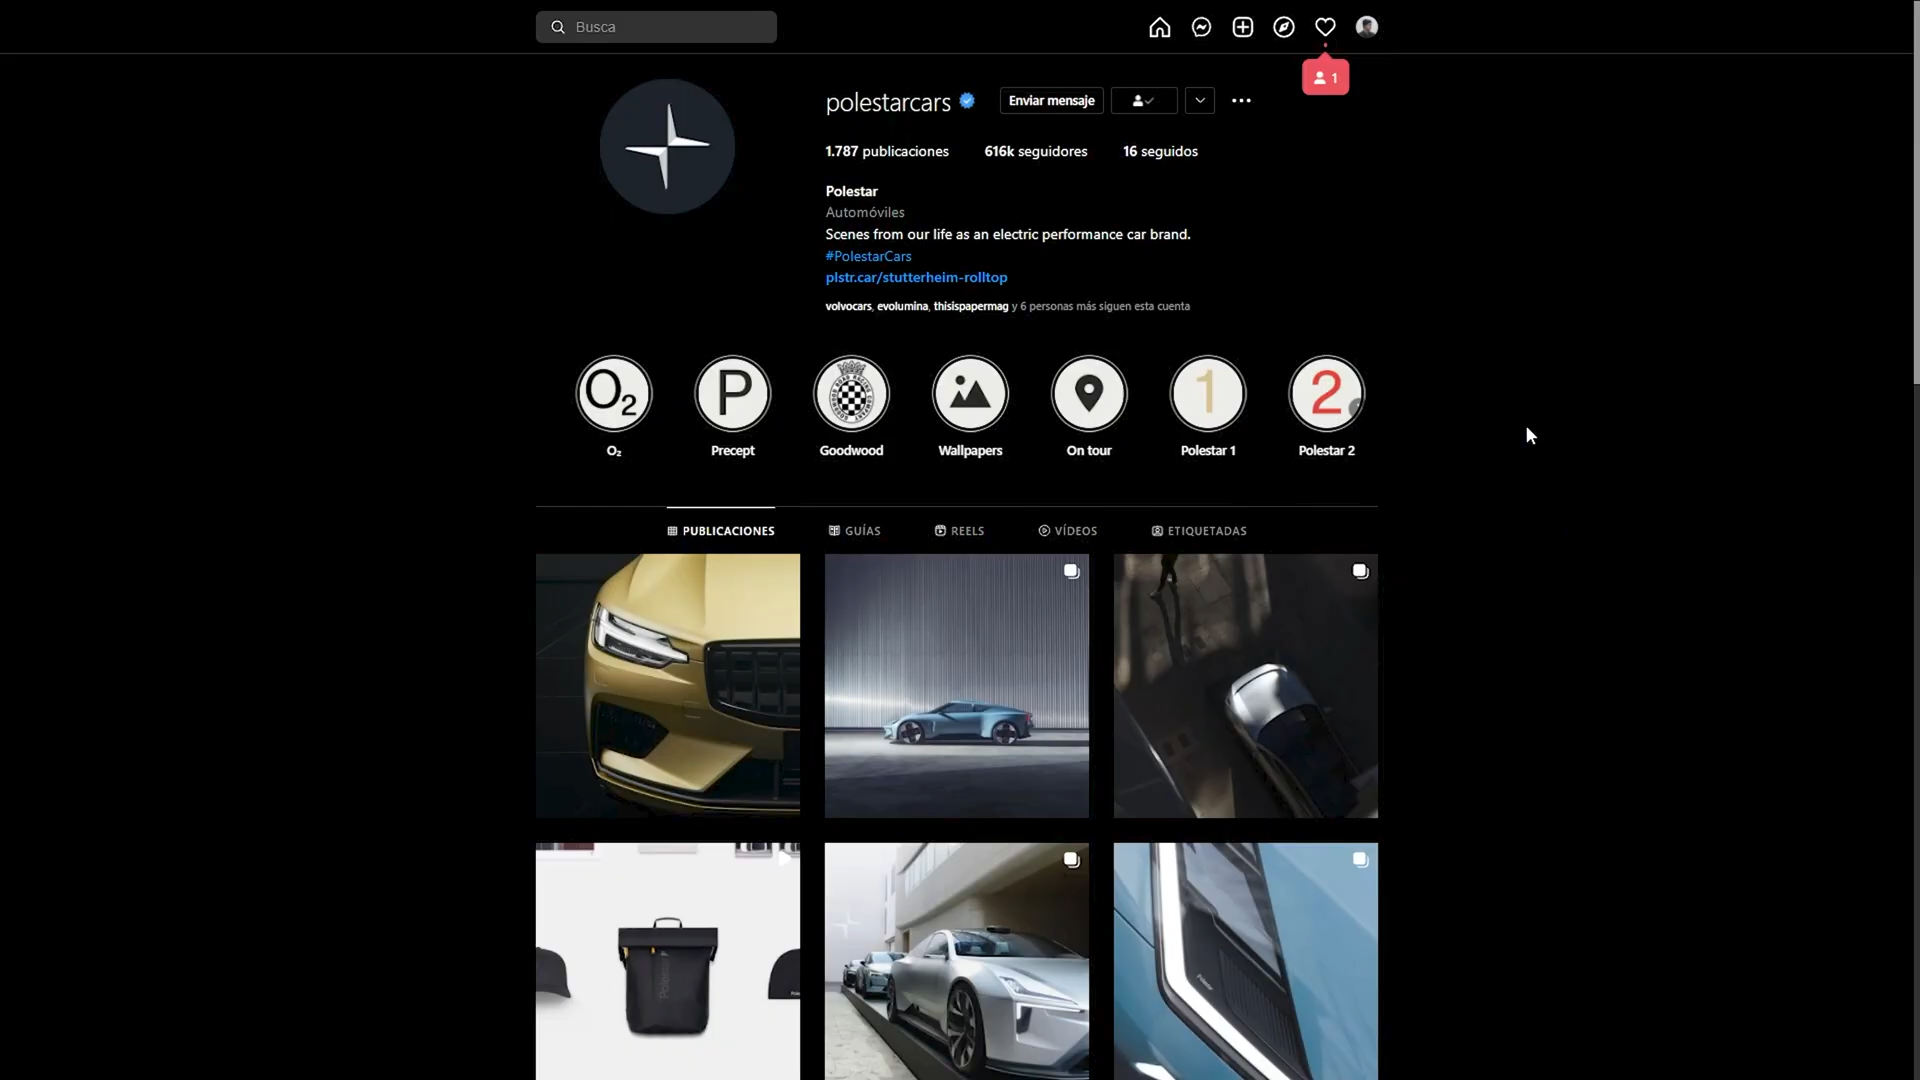 Busca
1
polestarcars
Enviar mensaje
1.787 publicaciones
616k seguidores
16 seguidos
Polestar
Automóviles
Scenes from our life as an electric performance car brand.
#PolestarCars
plstr.car/stutterheim-rolltop
volvocars, evolumina, thisispapermag y 6 personas más siguen esta cuenta
O₂
P
1
2
O₂
Precept
Goodwood
Wallpapers
On tour
Polestar 1
Polestar 2
PUBLICACIONES
GUÍAS
REELS
VÍDEOS
ETIQUETADAS
Polestar